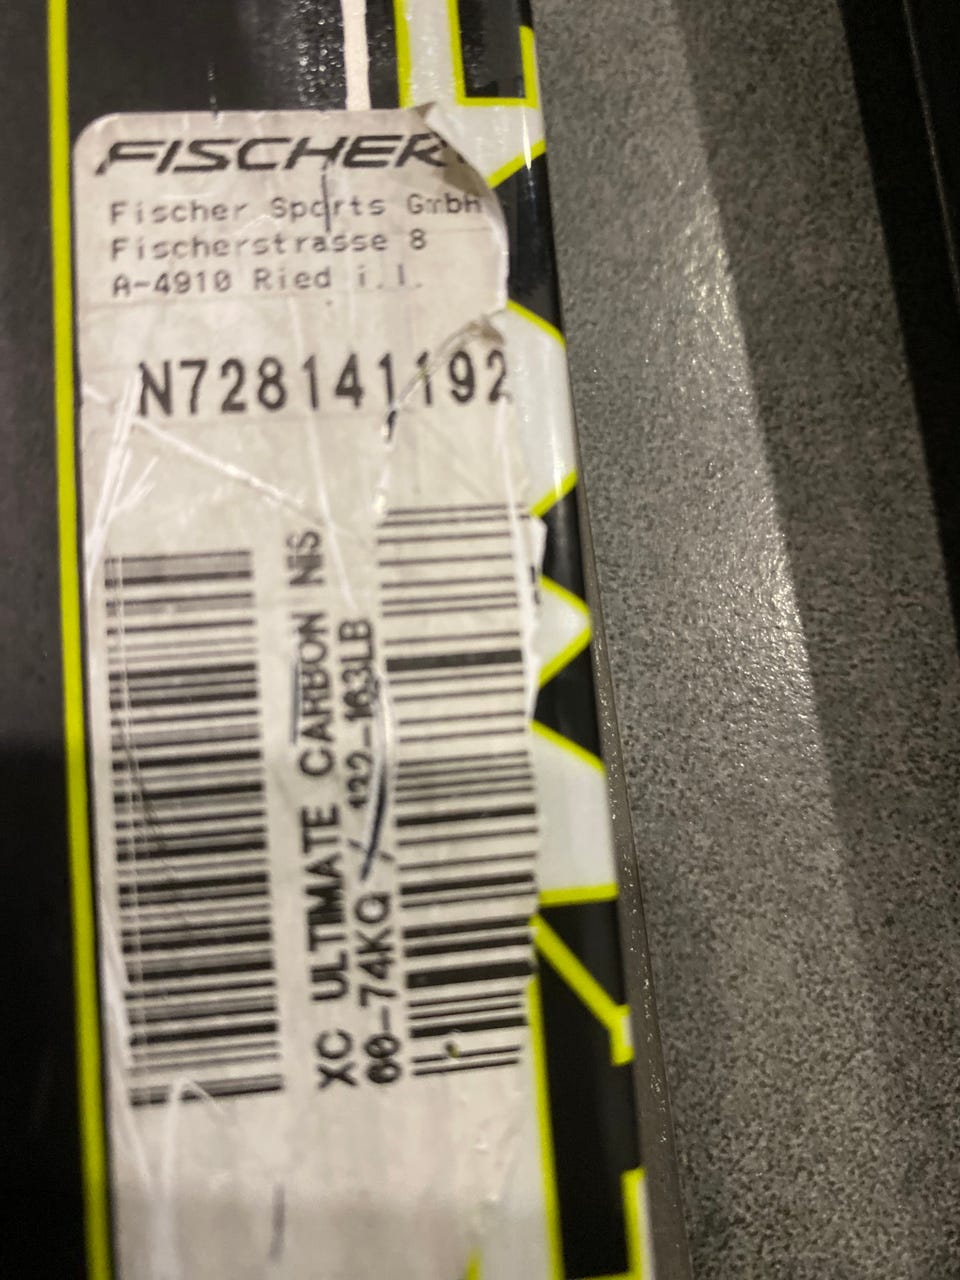 FISCHER
Fischer Sports GmbH
Fischerstrasse 8
A-4910 Ried i.I.
N728141192
XC ULTIMATE CARBON NIS
60-74KG / 132-163LB